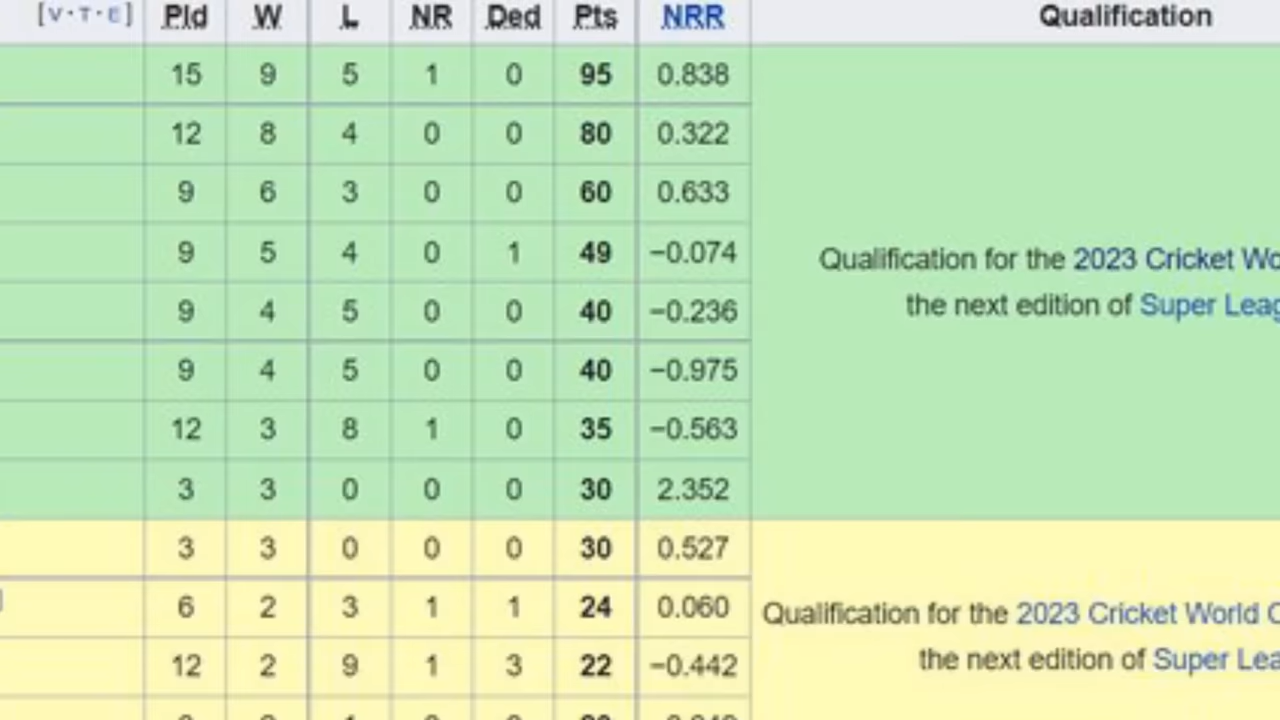 [V·T·E] Pld W L NR Ded Pts NRR Qualification
15 9 5 1 0 95 0.838
12 8 4 0 0 80 0.322
9 6 3 0 0 60 0.633
9 5 4 0 1 49 −0.074
9 4 5 0 0 40 −0.236
9 4 5 0 0 40 −0.975
12 3 8 1 0 35 −0.563
3 3 0 0 0 30 2.352
Qualification for the 2023 Cricket Wo
the next edition of Super Leag
3 3 0 0 0 30 0.527
6 2 3 1 1 24 0.060
12 2 9 1 3 22 −0.442
Qualification for the 2023 Cricket World C
the next edition of Super Lea